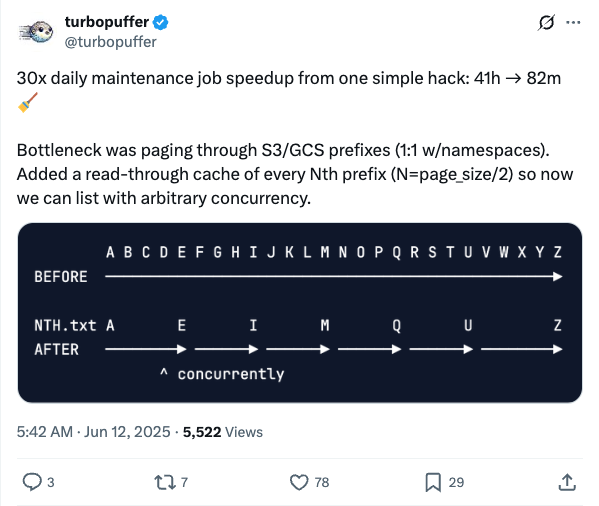 turbopuffer
@turbopuffer
30x daily maintenance job speedup from one simple hack: 41h → 82m
🧹
Bottleneck was paging through S3/GCS prefixes (1:1 w/namespaces).
Added a read-through cache of every Nth prefix (N=page_size/2) so now
we can list with arbitrary concurrency.
A B C D E F G H I J K L M N O P Q R S T U V W X Y Z
BEFORE
NTH.txt A E I M Q U Z
AFTER
^ concurrently
5:42 AM · Jun 12, 2025 · 5,522 Views
3 7 78 29